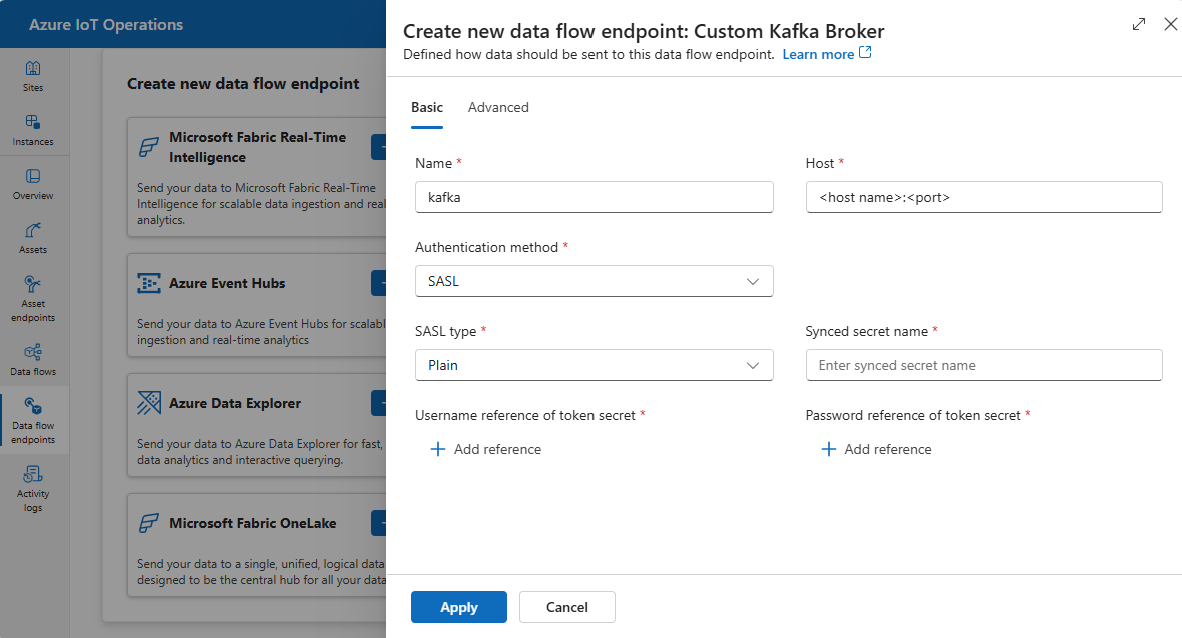 Azure IoT Operations
Sites
Instances
Overview
Assets
Asset
endpoints
Data flows
Data flow
endpoints
Activity
logs
Create new data flow endpoint
Microsoft Fabric Real-Time
Intelligence
Send your data to Microsoft Fabric Real-Time
Intelligence for scalable data ingestion and real
analytics.
Azure Event Hubs
Send your data to Azure Event Hubs for scalabl
ingestion and real-time analytics
Azure Data Explorer
Send your data to Azure Data Explorer for fast,
data analytics and interactive querying.
Microsoft Fabric OneLake
Send your data to a single, unified, logical data
designed to be the central hub for all your data
Create new data flow endpoint: Custom Kafka Broker
Defined how data should be sent to this data flow endpoint. Learn more
Basic Advanced
Name * Host *
kafka <host name>:<port>
Authentication method *
SASL
SASL type * Synced secret name *
Plain Enter synced secret name
Username reference of token secret * Password reference of token secret *
+ Add reference + Add reference
Apply Cancel